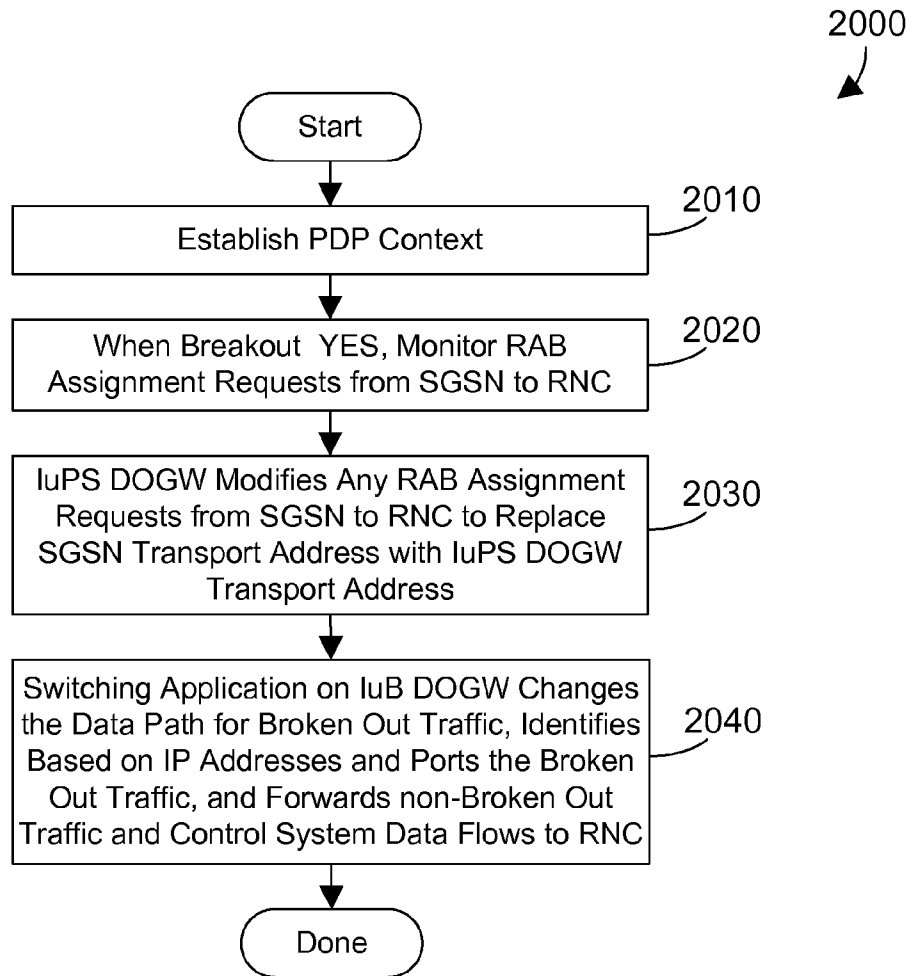 2000
Start
2010
Establish PDP Context
2020
When Breakout YES, Monitor RAB
Assignment Requests from SGSN to RNC
IuPS DOGW Modifies Any RAB Assignment
2030
Requests from SGSN to RNC to Replace
SGSN Transport Address with IuPS DOGW
Transport Address
Switching Application on IuB DOGW Changes
the Data Path for Broken Out Traffic, Identifies
2040
Based on IP Addresses and Ports the Broken
Out Traffic, and Forwards non-Broken Out
Traffic and Control System Data Flows to RNC
Done